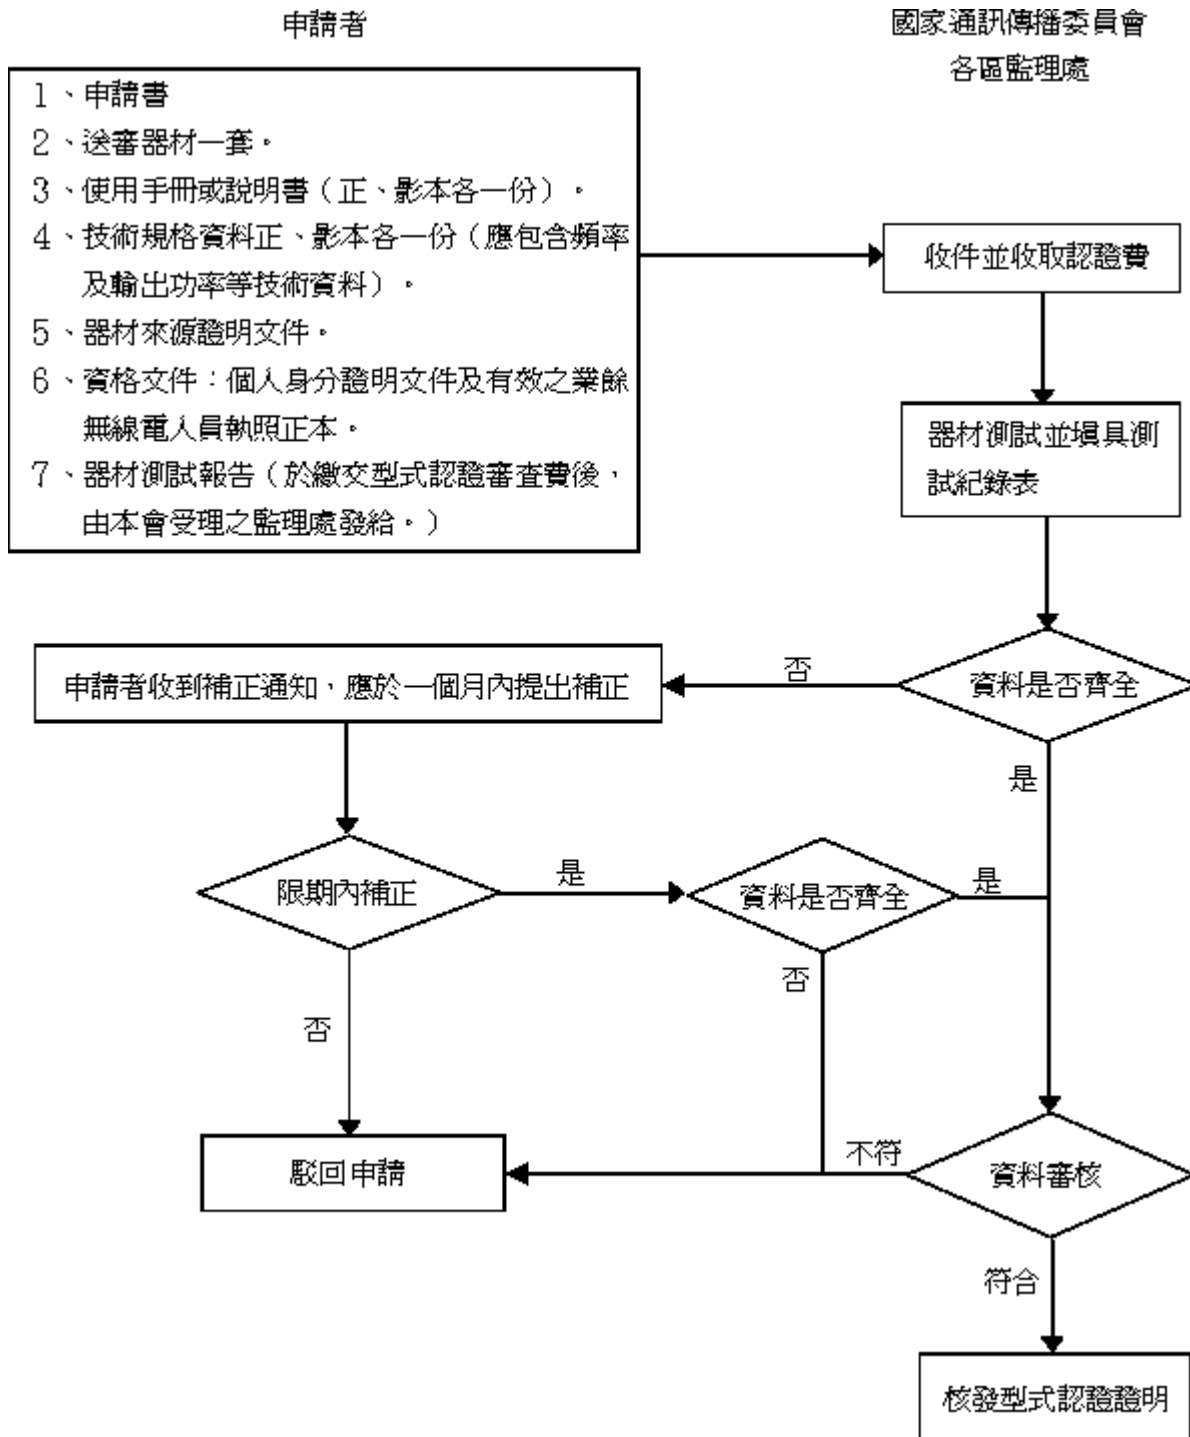 申請者
國家通訊傳播委員會
各區監理處
1、申請書
2、送審器材一套。
3、使用手冊或說明書（正、影本各一份）。
4、技術規格資料正、影本各一份（應包含頻率
及輸出功率等技術資料）。
5、器材來源證明文件。
6、資格文件：個人身分證明文件及有效之業餘
無線電人員執照正本。
7、器材測試報告（於繳交型式認證審查費後，
由本會受理之監理處發給。）
收件並收取認證費
器材測試並填具測
試紀錄表
資料是否齊全
否
申請者收到補正通知，應於一個月內提出補正
是
限期內補正
是
資料是否齊全
是
否
否
駁回申請
不符
資料審核
符合
核發型式認證證明